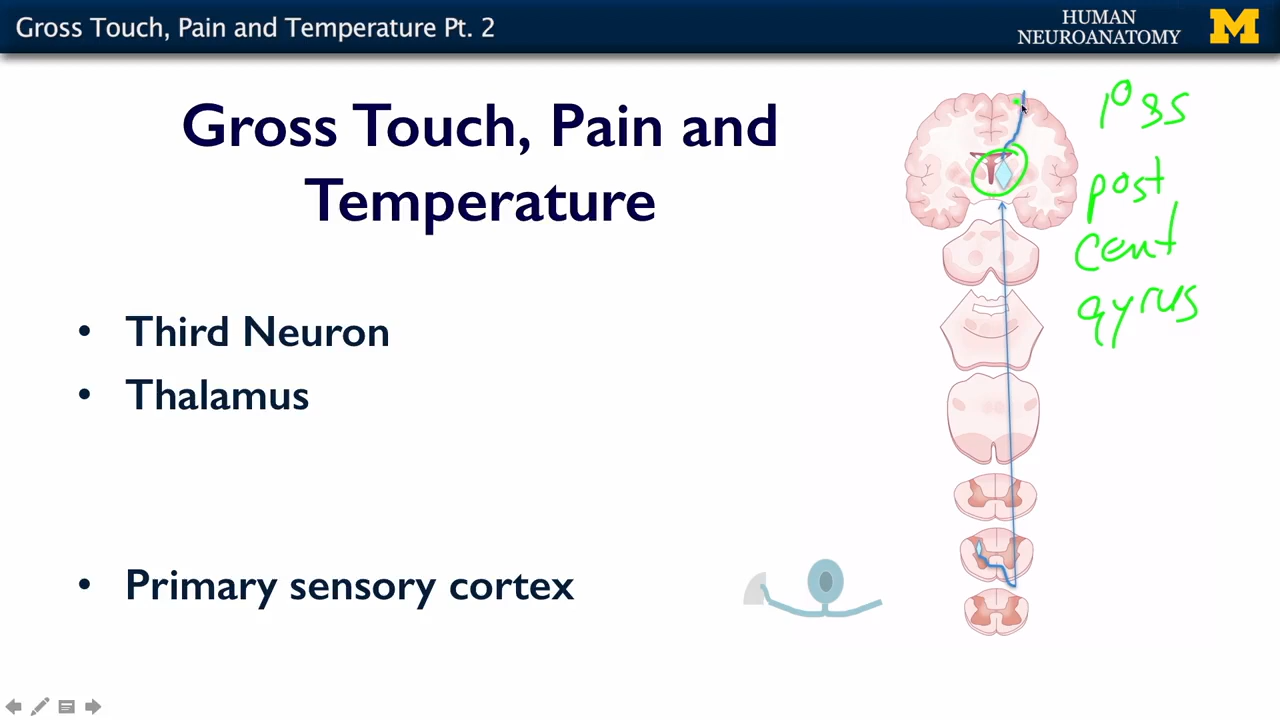 Gross Touch, Pain and Temperature Pt. 2
HUMAN
NEUROANATOMY
M
Gross Touch, Pain and
Temperature
• Third Neuron
• Thalamus
• Primary sensory cortex
1° SS
post
cent
gyrus